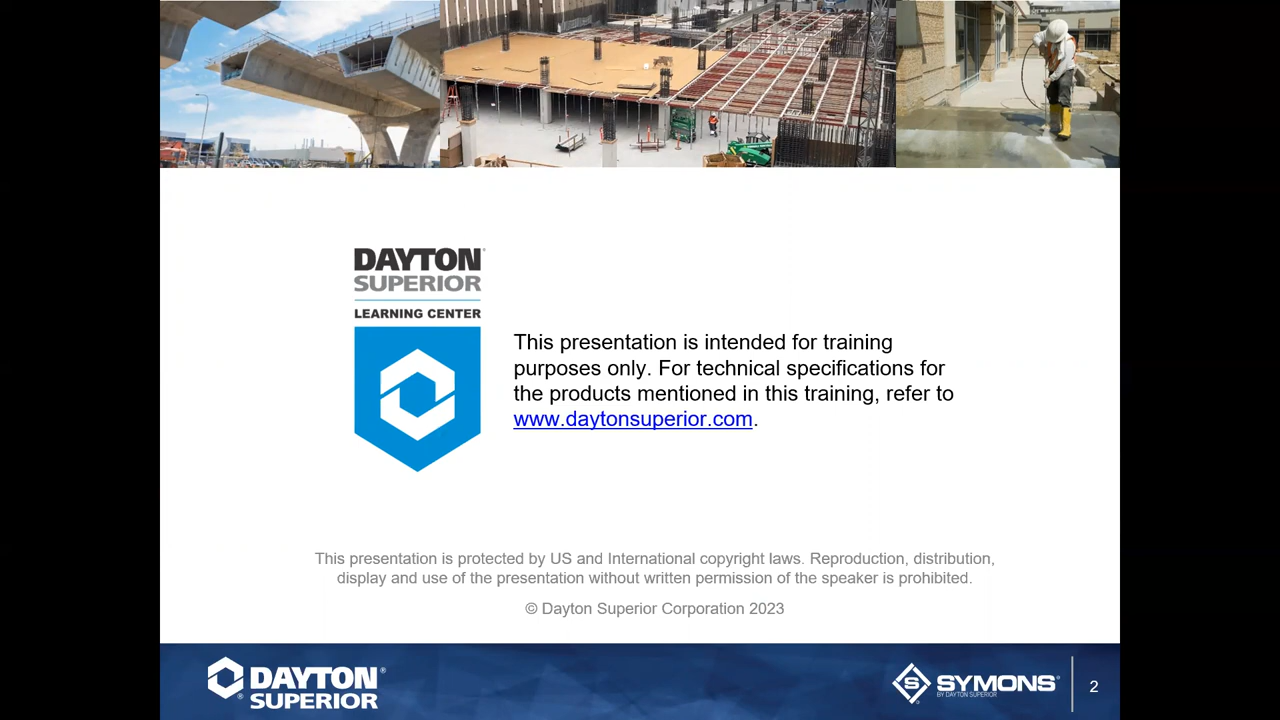 DAYTON
SUPERIOR
LEARNING CENTER
This presentation is intended for training
purposes only. For technical specifications for
the products mentioned in this training, refer to
www.daytonsuperior.com.
This presentation is protected by US and International copyright laws. Reproduction, distribution,
display and use of the presentation without written permission of the speaker is prohibited.
© Dayton Superior Corporation 2023
DAYTON®
®SUPERIOR
S SYMONS®
BY DAYTON SUPERIOR
2